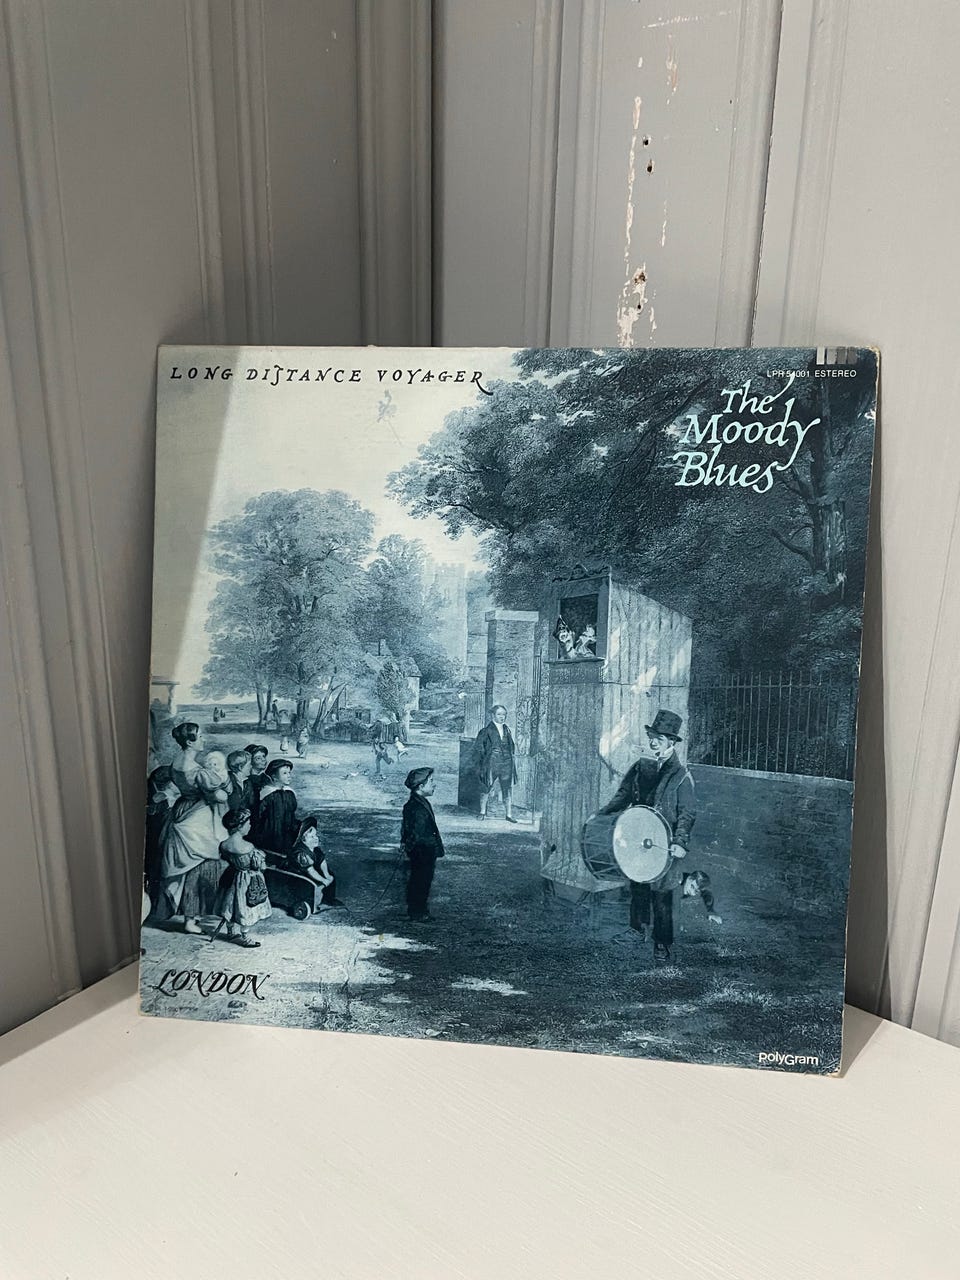 LONG DISTANCE VOYAGER
LPR 54001 ESTEREO
The
Moody
Blues
LONDON
PolyGram